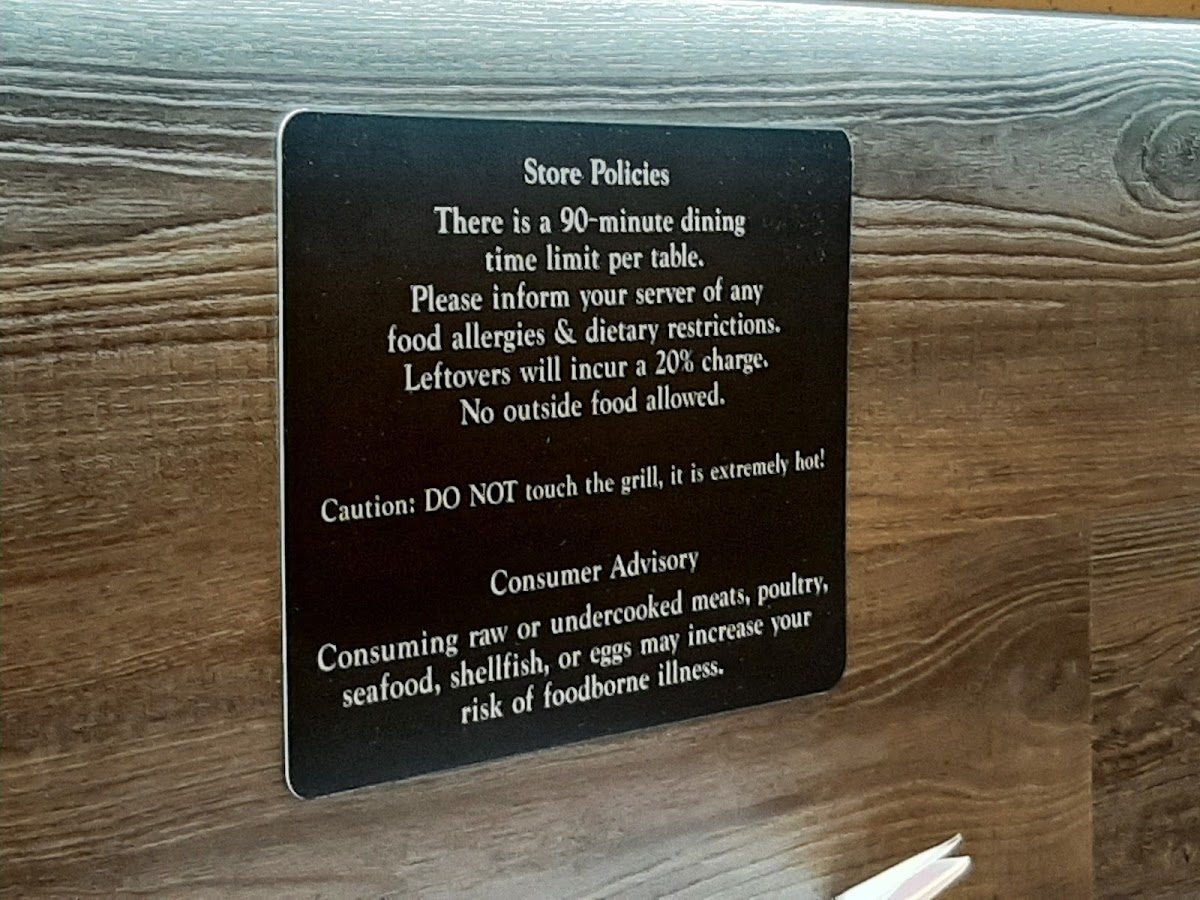 Store Policies
There is a 90-minute dining
time limit per table.
Please inform your server of any
food allergies & dietary restrictions.
Leftovers will incur a 20% charge.
No outside food allowed.
Caution: DO NOT touch the grill, it is extremely hot!
Consumer Advisory
Consuming raw or undercooked meats, poultry,
seafood, shellfish, or eggs may increase your
risk of foodborne illness.